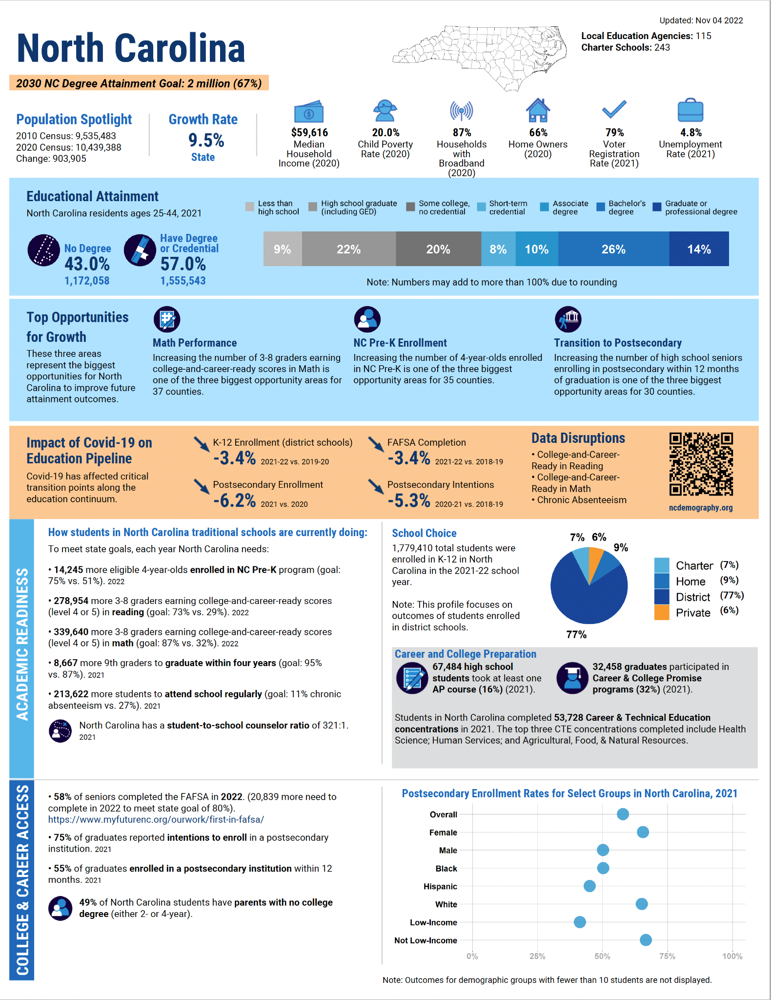 Updated: Nov 04 2022
North Carolina
Local Education Agencies: 115
Charter Schools: 243
2030 NC Degree Attainment Goal: 2 million (67%)
Population Spotlight
2010 Census: 9,535,483
2020 Census: 10,439,388
Change: 903,905
Growth Rate
9.5%
State
$59,616
Median
Household
Income (2020)
20.0%
Child Poverty
Rate (2020)
87%
Households
with
Broadband
(2020)
66%
Home Owners
(2020)
79%
Voter
Registration
Rate (2021)
4.8%
Unemployment
Rate (2021)
Educational Attainment
North Carolina residents ages 25-44, 2021
No Degree
43.0%
1,172,058
Have Degree
or Credential
57.0%
1,555,543
Less than
high school
High school graduate
(including GED)
Some college,
no credential
Short-term
credential
Associate
degree
Bachelor's
degree
Graduate or
professional degree
9% 22% 20% 8% 10% 26% 14%
Note: Numbers may add to more than 100% due to rounding
Top Opportunities
for Growth
These three areas
represent the biggest
opportunities for North
Carolina to improve future
attainment outcomes.
Math Performance
Increasing the number of 3-8 graders earning
college-and-career-ready scores in Math is
one of the three biggest opportunity areas for
37 counties.
NC Pre-K Enrollment
Increasing the number of 4-year-olds enrolled
in NC Pre-K is one of the three biggest
opportunity areas for 35 counties.
Transition to Postsecondary
Increasing the number of high school seniors
enrolling in postsecondary within 12 months
of graduation is one of the three biggest
opportunity areas for 30 counties.
Impact of Covid-19 on
Education Pipeline
Covid-19 has affected critical
transition points along the
education continuum.
K-12 Enrollment (district schools)
-3.4% 2021-22 vs. 2019-20
FAFSA Completion
-3.4% 2021-22 vs. 2018-19
Postsecondary Enrollment
-6.2% 2021 vs. 2020
Postsecondary Intentions
-5.3% 2020-21 vs. 2018-19
Data Disruptions
• College-and-Career-
Ready in Reading
• College-and-Career-
Ready in Math
• Chronic Absenteeism
ncdemography.org
ACADEMIC READINESS
How students in North Carolina traditional schools are currently doing:
To meet state goals, each year North Carolina needs:
• 14,245 more eligible 4-year-olds enrolled in NC Pre-K program (goal:
75% vs. 51%). 2022
• 278,954 more 3-8 graders earning college-and-career-ready scores
(level 4 or 5) in reading (goal: 73% vs. 29%). 2022
• 339,640 more 3-8 graders earning college-and-career-ready scores
(level 4 or 5) in math (goal: 87% vs. 32%). 2022
• 8,667 more 9th graders to graduate within four years (goal: 95%
vs. 87%). 2021
• 213,622 more students to attend school regularly (goal: 11% chronic
absenteeism vs. 27%). 2021
North Carolina has a student-to-school counselor ratio of 321:1.
2021
School Choice
1,779,410 total students were
enrolled in K-12 in North
Carolina in the 2021-22 school
year.
Note: This profile focuses on
outcomes of students enrolled
in district schools.
7% 6%
9%
77%
Charter (7%)
Home (9%)
District (77%)
Private (6%)
Career and College Preparation
67,484 high school
students took at least one
AP course (16%) (2021).
32,458 graduates participated in
Career & College Promise
programs (32%) (2021).
Students in North Carolina completed 53,728 Career & Technical Education
concentrations in 2021. The top three CTE concentrations completed include Health
Science; Human Services; and Agricultural, Food, & Natural Resources.
COLLEGE & CAREER ACCESS
• 58% of seniors completed the FAFSA in 2022. (20,839 more need to
complete in 2022 to meet state goal of 80%).
https://www.myfuturenc.org/ourwork/first-in-fafsa/
• 75% of graduates reported intentions to enroll in a postsecondary
institution. 2021
• 55% of graduates enrolled in a postsecondary institution within 12
months. 2021
49% of North Carolina students have parents with no college
degree (either 2- or 4-year).
Postsecondary Enrollment Rates for Select Groups in North Carolina, 2021
Overall
Female
Male
Black
Hispanic
White
Low-Income
Not Low-Income
0% 25% 50% 75% 100%
Note: Outcomes for demographic groups with fewer than 10 students are not displayed.